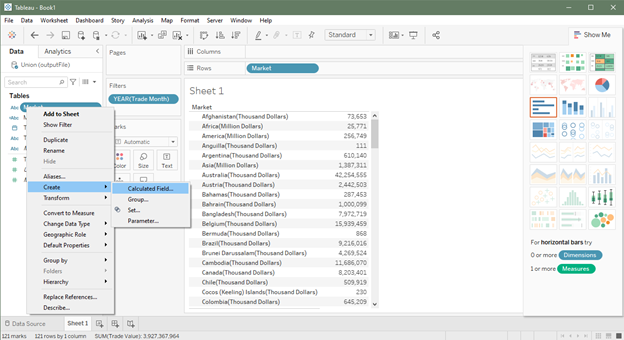 Tableau - Book1
File Data Worksheet Dashboard Story Analysis Map Format Server Window Help
Standard
Show Me
Data Analytics
Union (outputFile)
Search
Tables
Abc
Add to Sheet
Show Filter
Duplicate
Rename
Hide
Aliases...
Create
Transform
Convert to Measure
Change Data Type
Geographic Role
Default Properties
Group by
Folders
Hierarchy
Replace References...
Describe...
Calculated Field...
Group...
Set...
Parameter...
Pages
Filters
YEAR(Trade Month)
Automatic
Color Size Text
Columns
Rows Market
Sheet 1
Market
Afghanistan(Thousand Dollars) 73,653
Africa(Million Dollars) 25,771
America(Million Dollars) 256,749
Anguilla(Thousand Dollars) 111
Argentina(Thousand Dollars) 610,140
Asia(Million Dollars) 1,387,311
Australia(Thousand Dollars) 42,254,555
Austria(Thousand Dollars) 2,442,503
Bahamas(Thousand Dollars) 287,453
Bahrain(Thousand Dollars) 1,000,099
Bangladesh(Thousand Dollars) 7,972,719
Belgium(Thousand Dollars) 15,939,459
Bermuda(Thousand Dollars) 868
Brazil(Thousand Dollars) 9,216,016
Brunei Darussalam(Thousand Dollars) 4,269,524
Cambodia(Thousand Dollars) 11,686,070
Canada(Thousand Dollars) 8,203,401
Chile(Thousand Dollars) 509,919
Cocos (Keeling) Islands(Thousand Dollars) 230
Colombia(Thousand Dollars) 645,209
For horizontal bars try
0 or more Dimensions
1 or more Measures
Data Source Sheet 1
121 marks 121 rows by 1 column SUM(Trade Value): 3,927,367,964